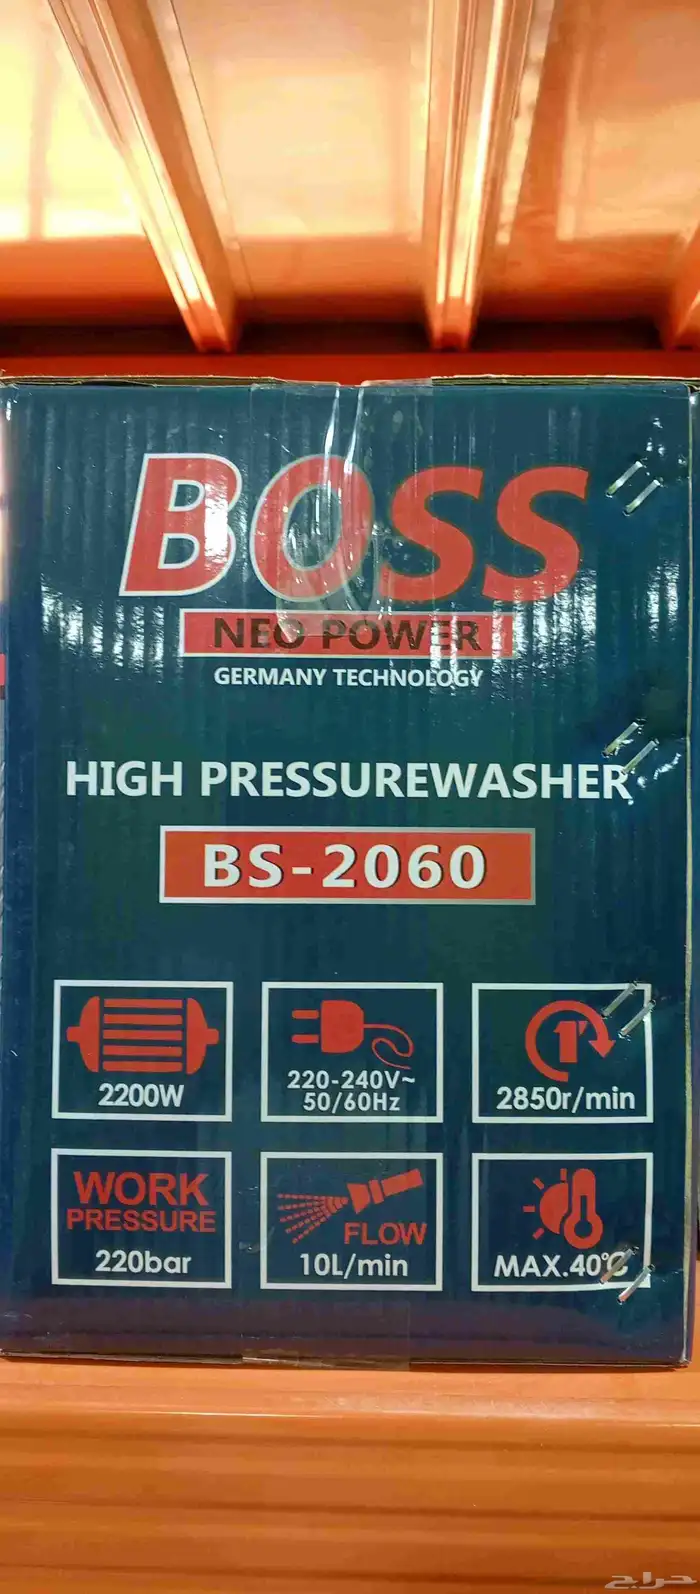 BOSS
NEO POWER
GERMANY TECHNOLOGY
HIGH PRESSUREWASHER
BS-2060
2200W
220-240V~
50/60Hz
1
2850r/min
WORK
PRESSURE
220bar
FLOW
10L/min
MAX.40℃
حراج